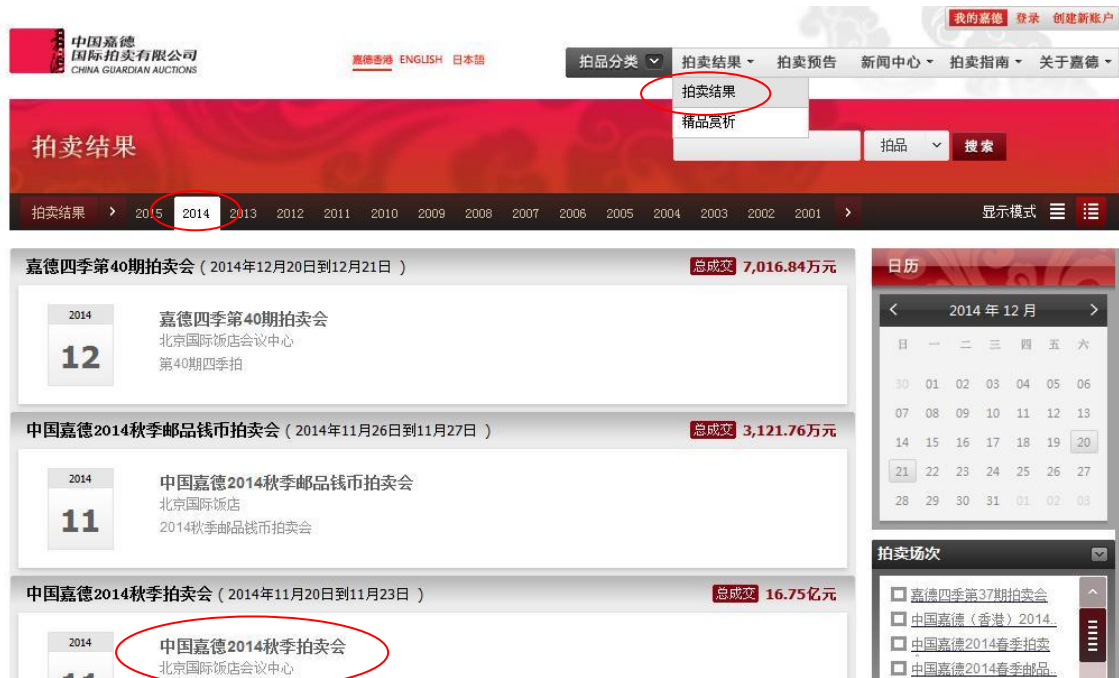 我的嘉德 登录 创建新账户
中国嘉德
国际拍卖有限公司
CHINA GUARDIAN AUCTIONS
嘉德香港 ENGLISH 日本語
拍品分类 拍卖结果 拍卖预告 新闻中心 拍卖指南 关于嘉德
拍卖结果
精品赏析
拍卖结果
拍品 搜索
拍卖结果 > 2015 2014 2013 2012 2011 2010 2009 2008 2007 2006 2005 2004 2003 2002 2001 > 显示模式
嘉德四季第40期拍卖会 ( 2014年12月20日到12月21日 ) 总成交 7,016.84万元
2014
12
嘉德四季第40期拍卖会
北京国际饭店会议中心
第40期四季拍
中国嘉德2014秋季邮品钱币拍卖会 ( 2014年11月26日到11月27日 ) 总成交 3,121.76万元
2014
11
中国嘉德2014秋季邮品钱币拍卖会
北京国际饭店
2014秋季邮品钱币拍卖会
中国嘉德2014秋季拍卖会 ( 2014年11月20日到11月23日 ) 总成交 16.75亿元
2014
11
中国嘉德2014秋季拍卖会
北京国际饭店会议中心
日历
< 2014 年 12 月 >
日 一 二 三 四 五 六
30 01 02 03 04 05 06
07 08 09 10 11 12 13
14 15 16 17 18 19 20
21 22 23 24 25 26 27
28 29 30 31 01 02 03
拍卖场次
嘉德四季第37期拍卖会
中国嘉德（香港）2014..
中国嘉德2014春季拍卖
中国嘉德2014春季邮品..